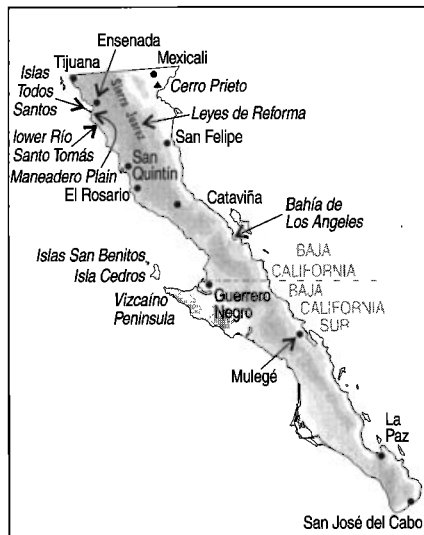 Ensenada
Tijuana
Mexicali
Islas
Todos
Santos
Cerro Prieto
Sierra Juárez
Leyes de Reforma
lower Río
Santo Tomás
San Felipe
Maneadero Plain
San
Quintín
El Rosario
Cataviña
Bahía de
Los Angeles
BAJA
CALIFORNIA
Islas San Benitos
Isla Cedros
BAJA
CALIFORNIA
SUR
Guerrero
Negro
Vizcaíno
Peninsula
Mulegé
La
Paz
San José del Cabo